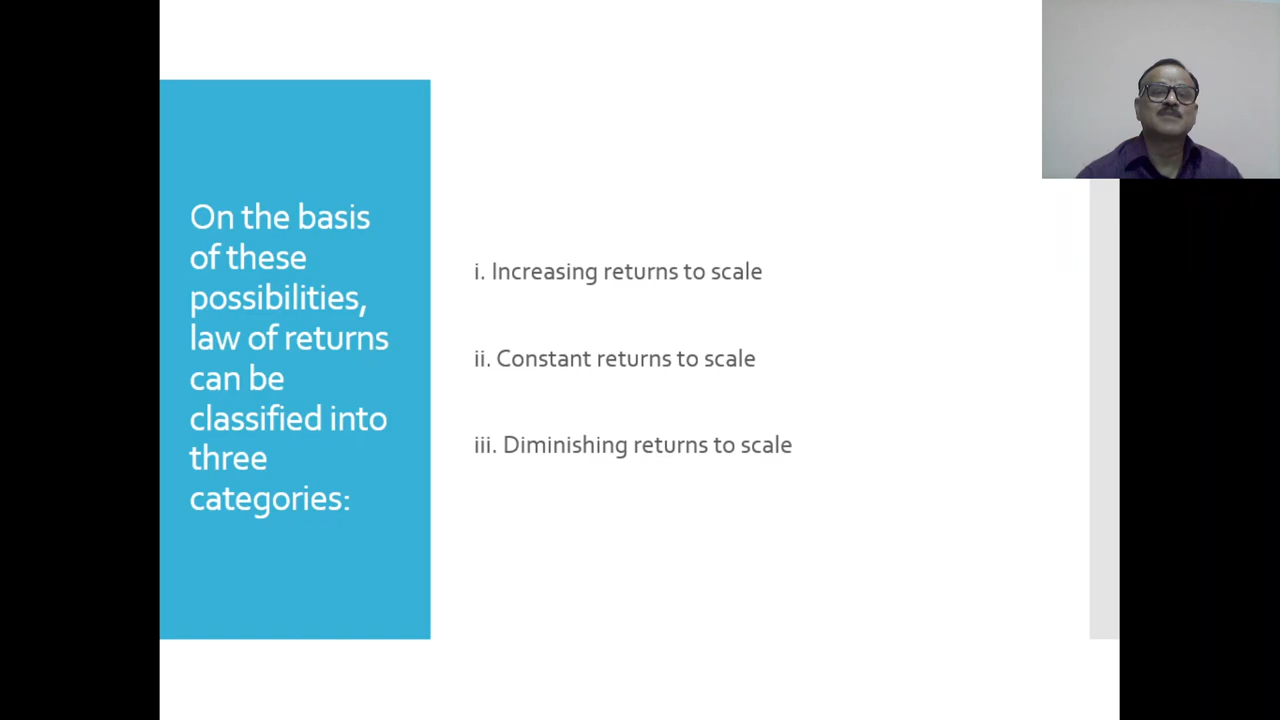 On the basis
of these
possibilities,
law of returns
can be
classified into
three
categories:
i. Increasing returns to scale
ii. Constant returns to scale
iii. Diminishing returns to scale